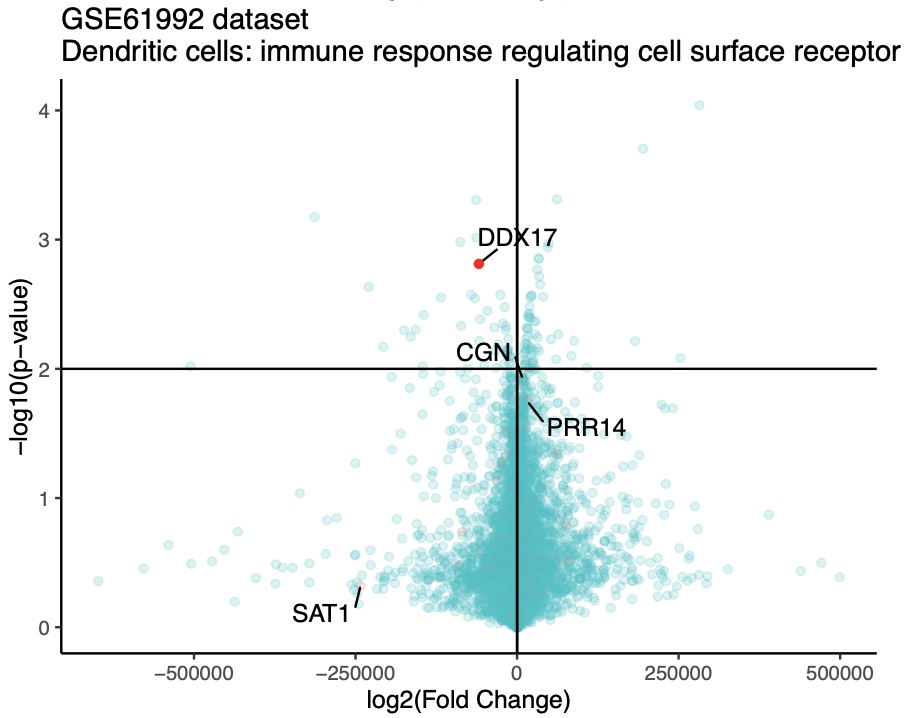 GSE61992 dataset
Dendritic cells: immune response regulating cell surface receptor
4
3
2
1
0
−log10(p−value)
DDX17
CGN
PRR14
SAT1
−500000
−250000
0
250000
500000
log2(Fold Change)